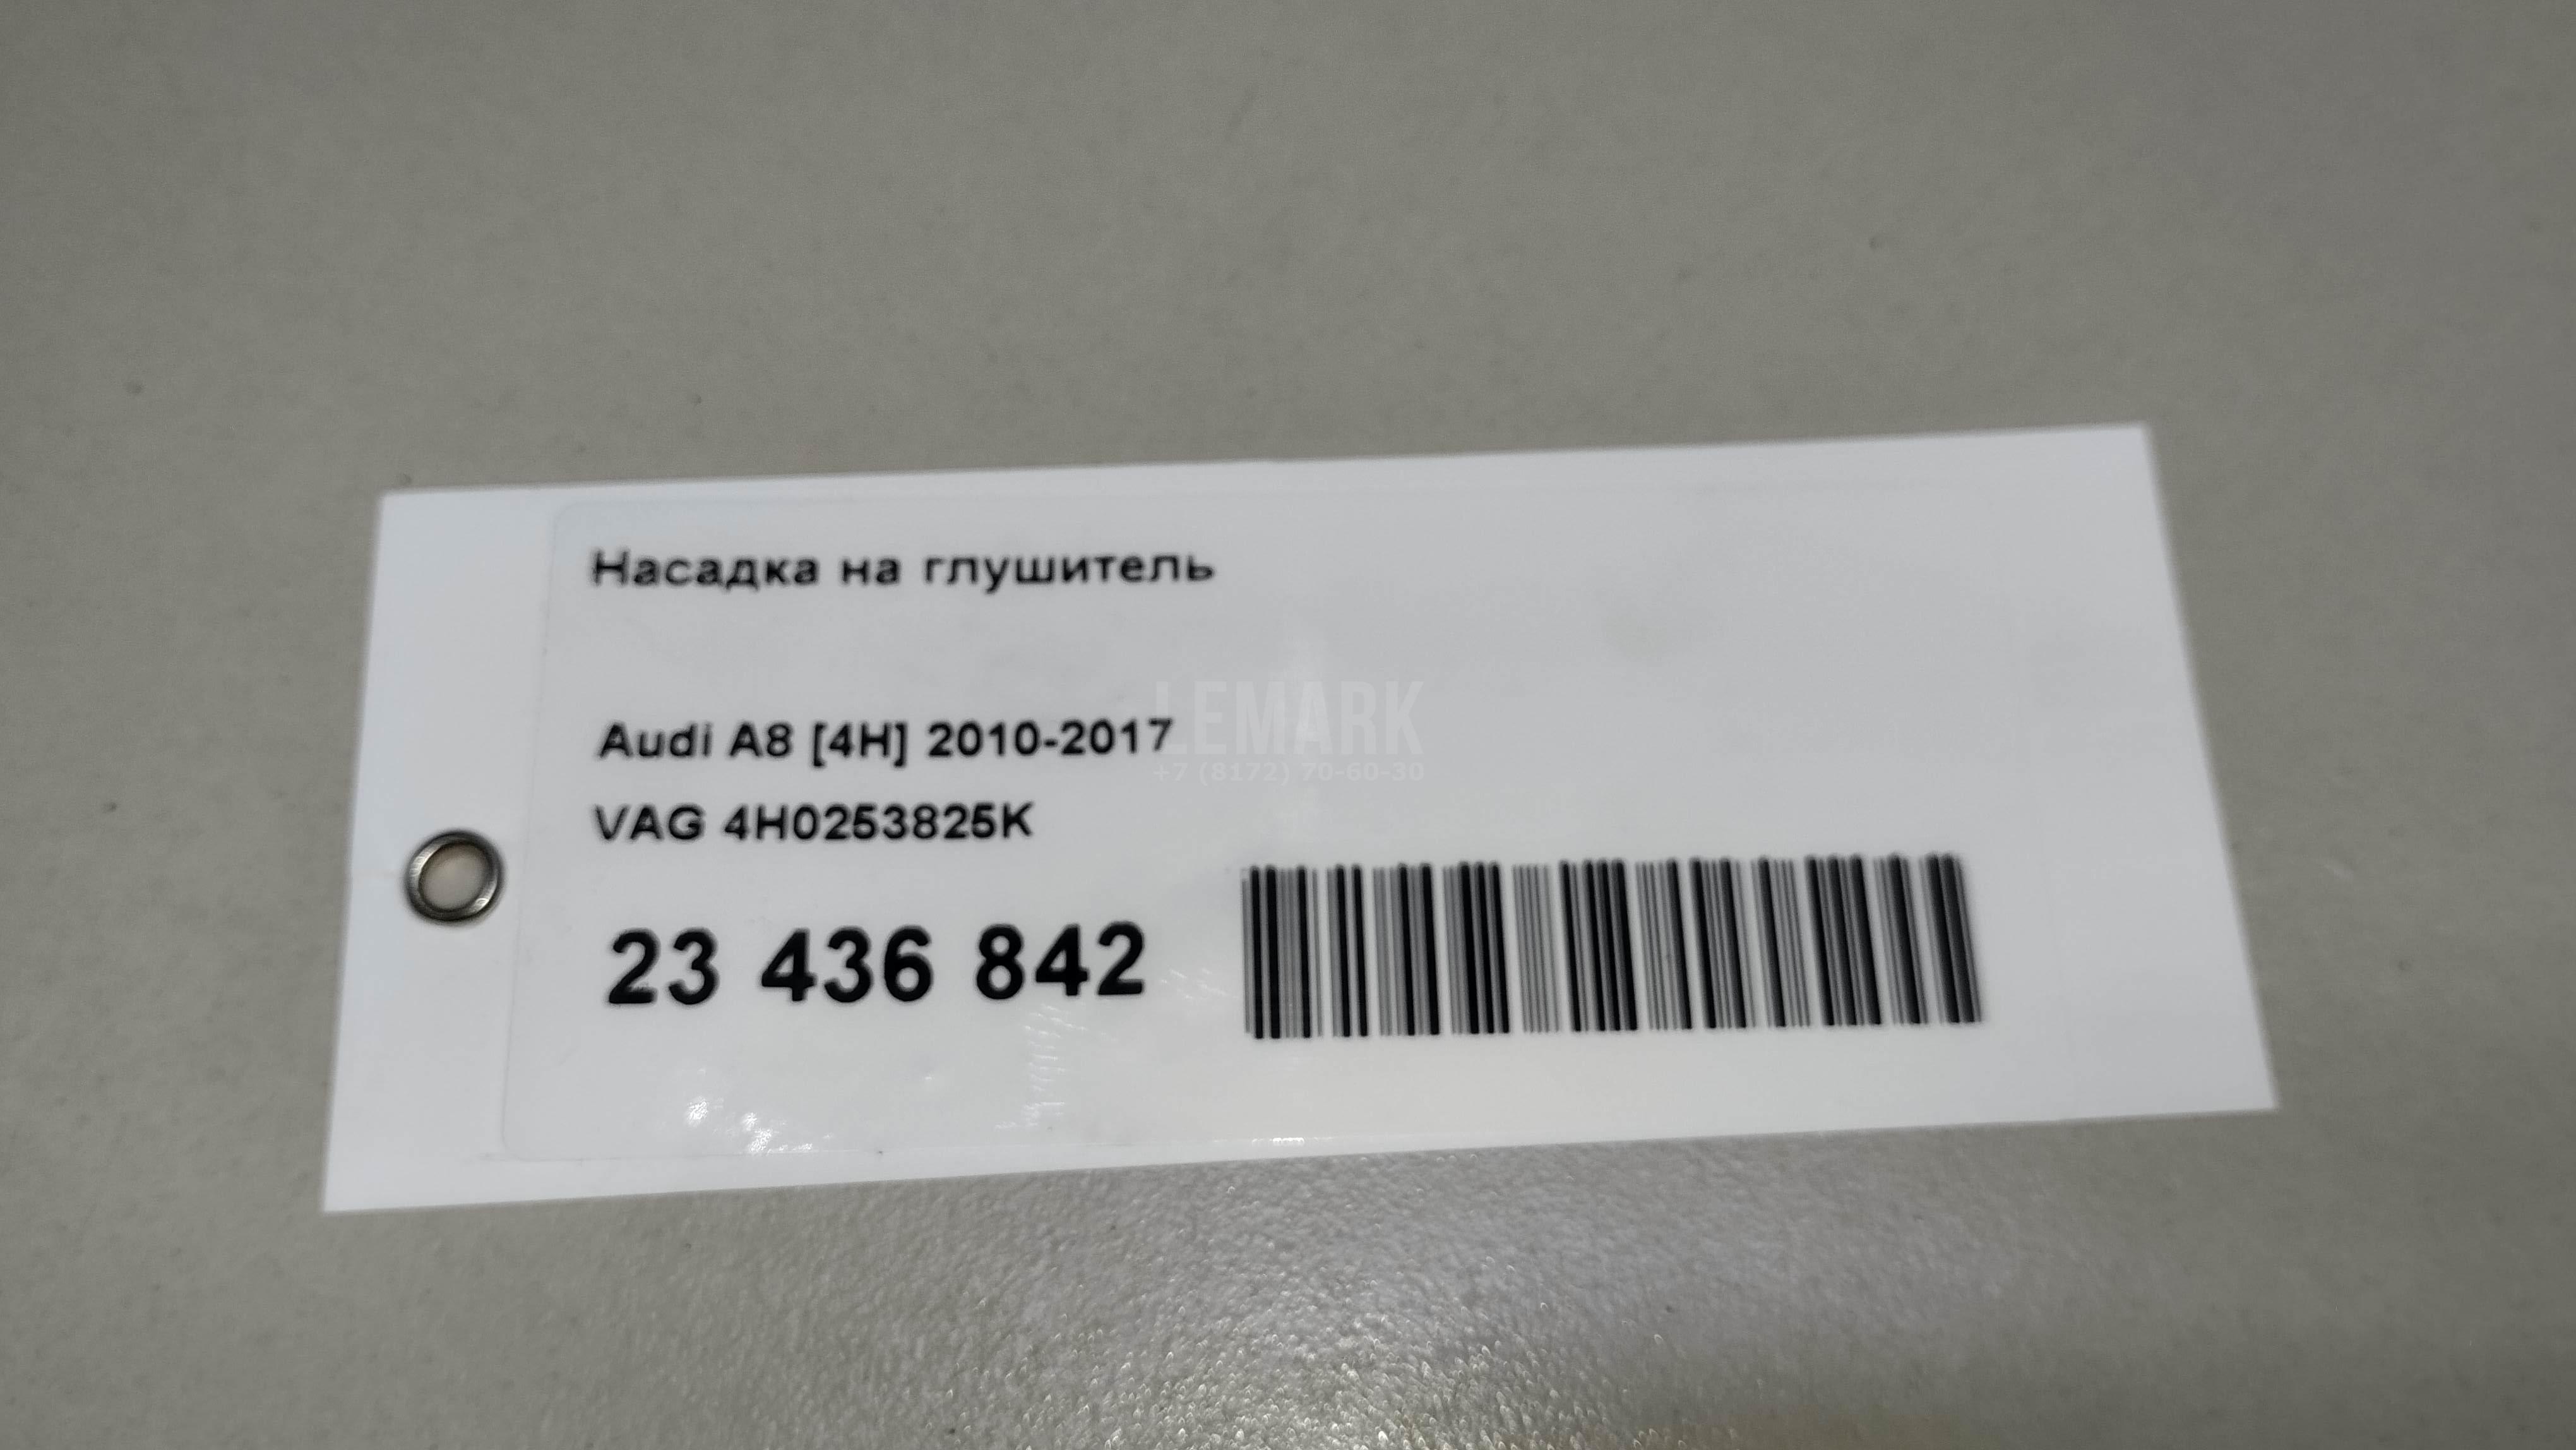 Насадка на глушитель
LEMARK
Audi A8 [4H] 2010-2017
+7 (8172) 70-60-30
VAG 4H0253825K
23 436 842